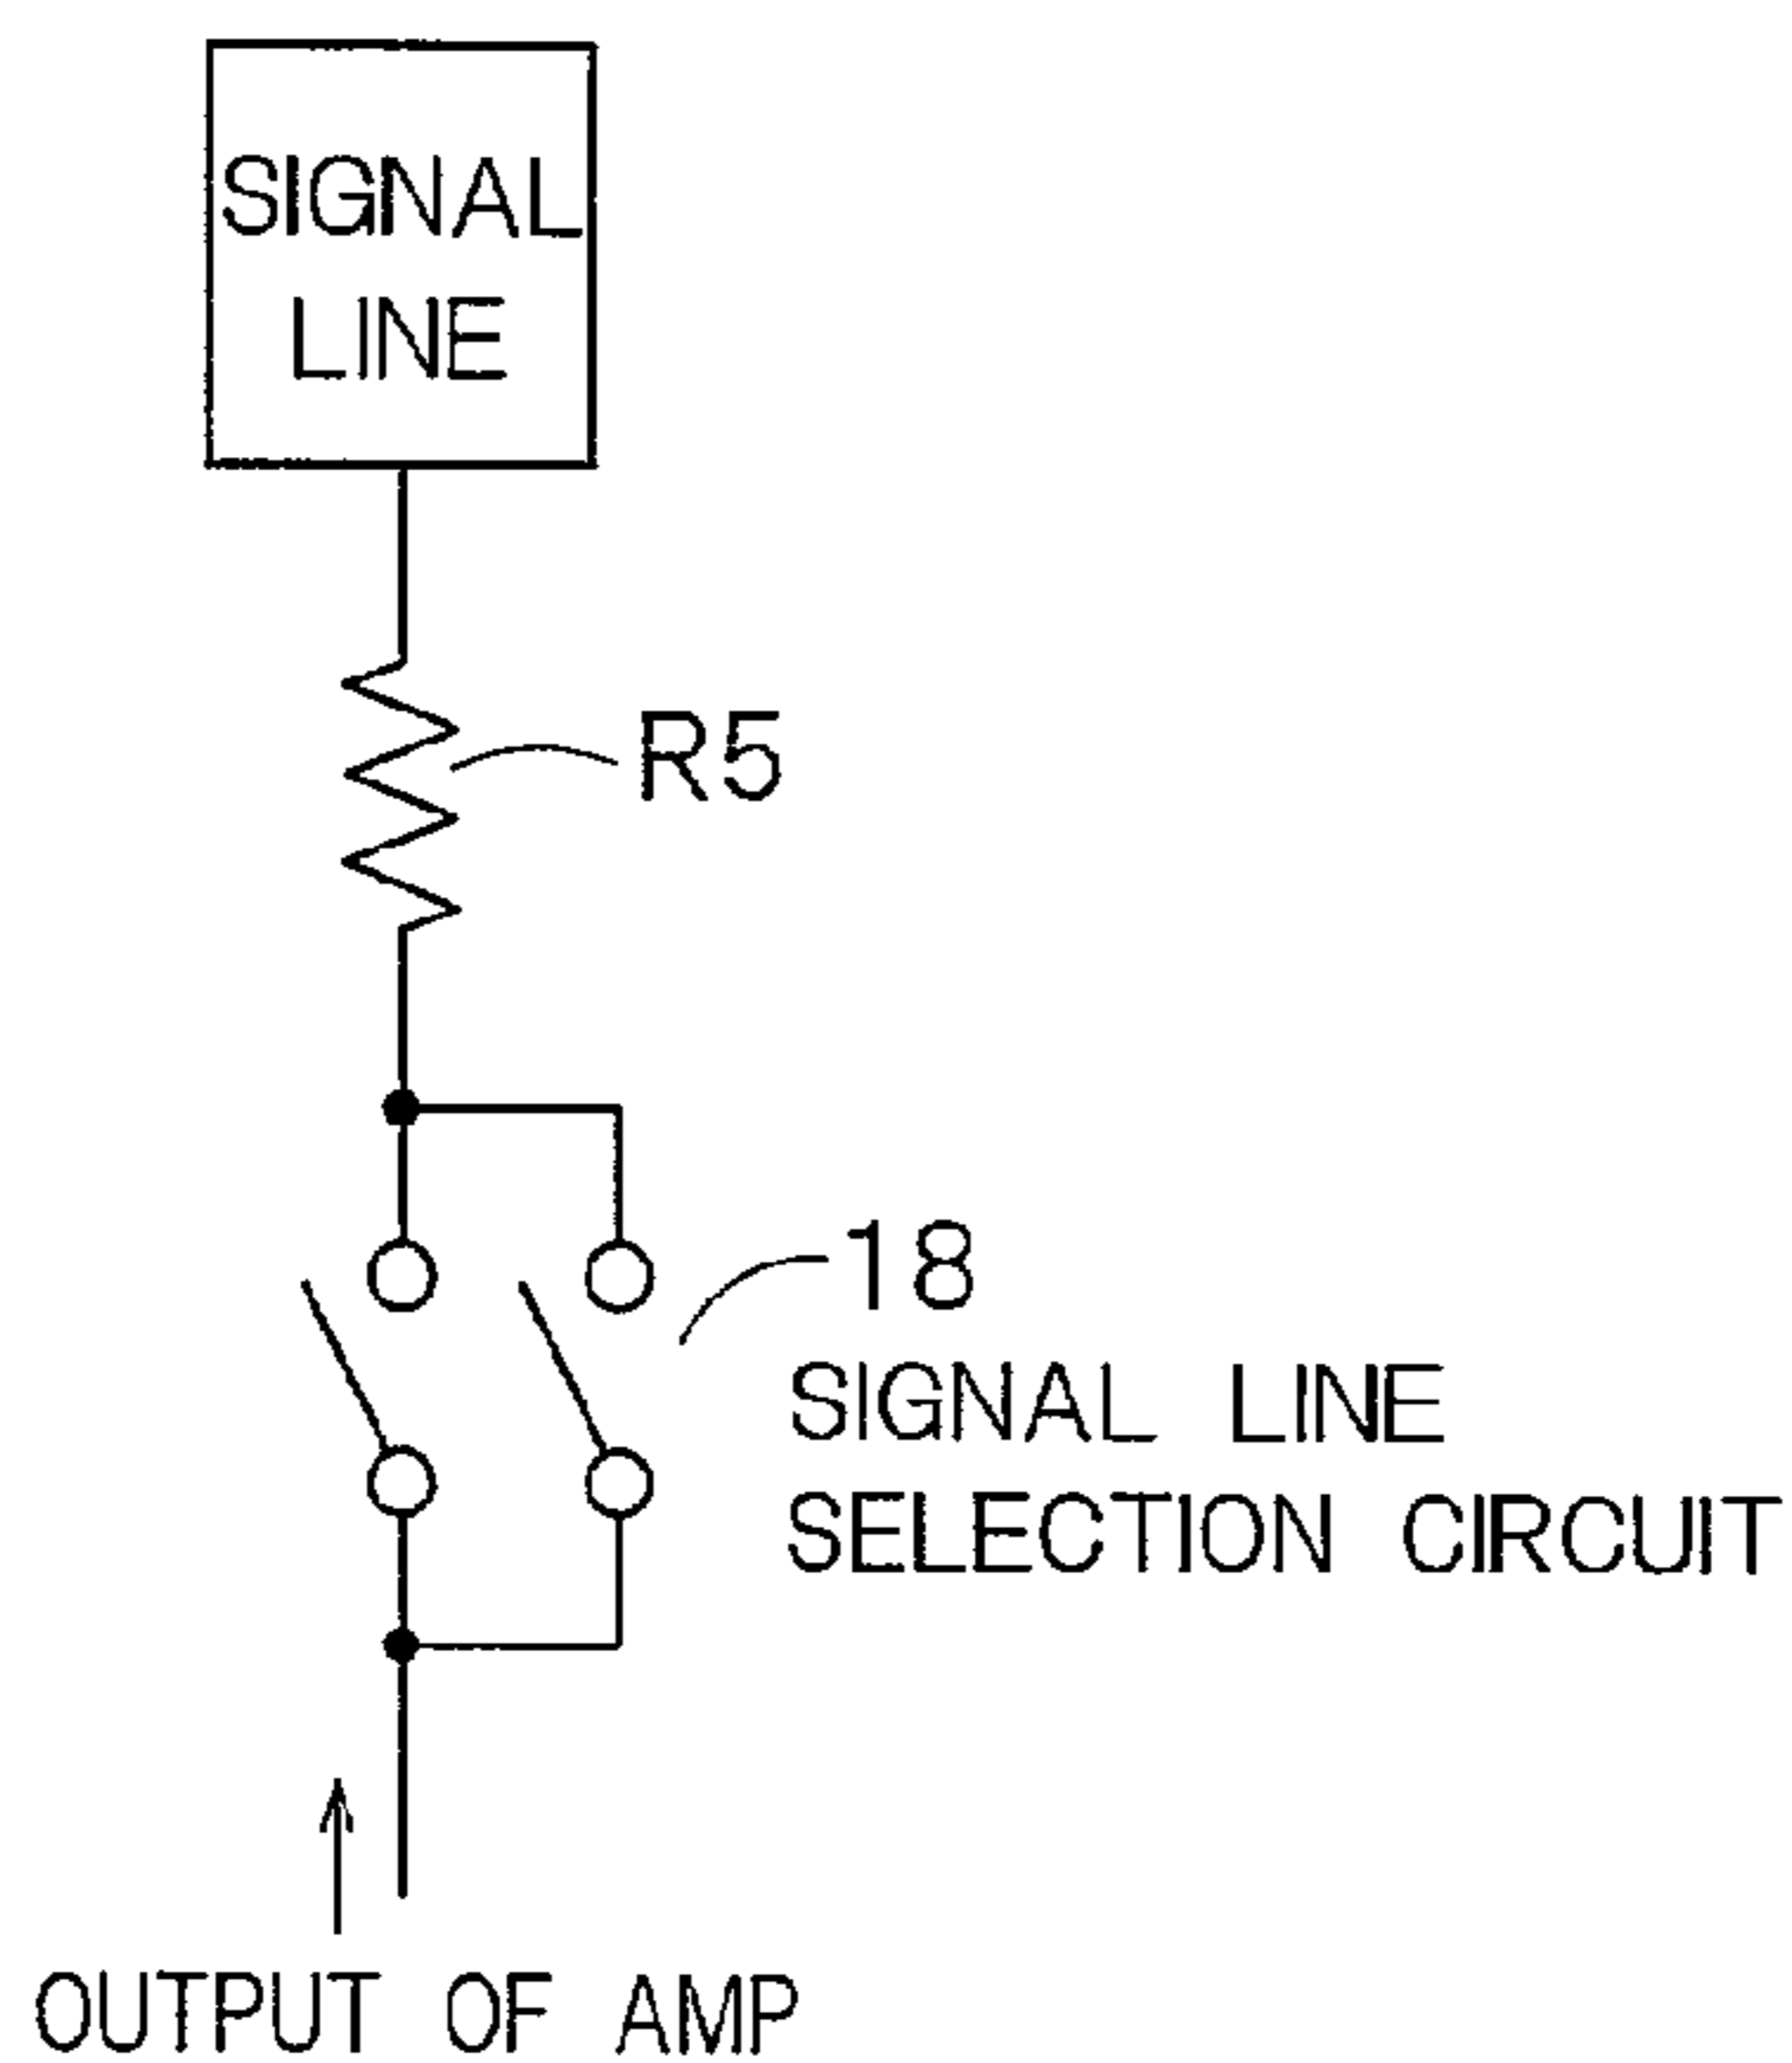 SIGNAL
LINE
R5
18
SIGNAL LINE
SELECTION CIRCUIT
OUTPUT OF AMP